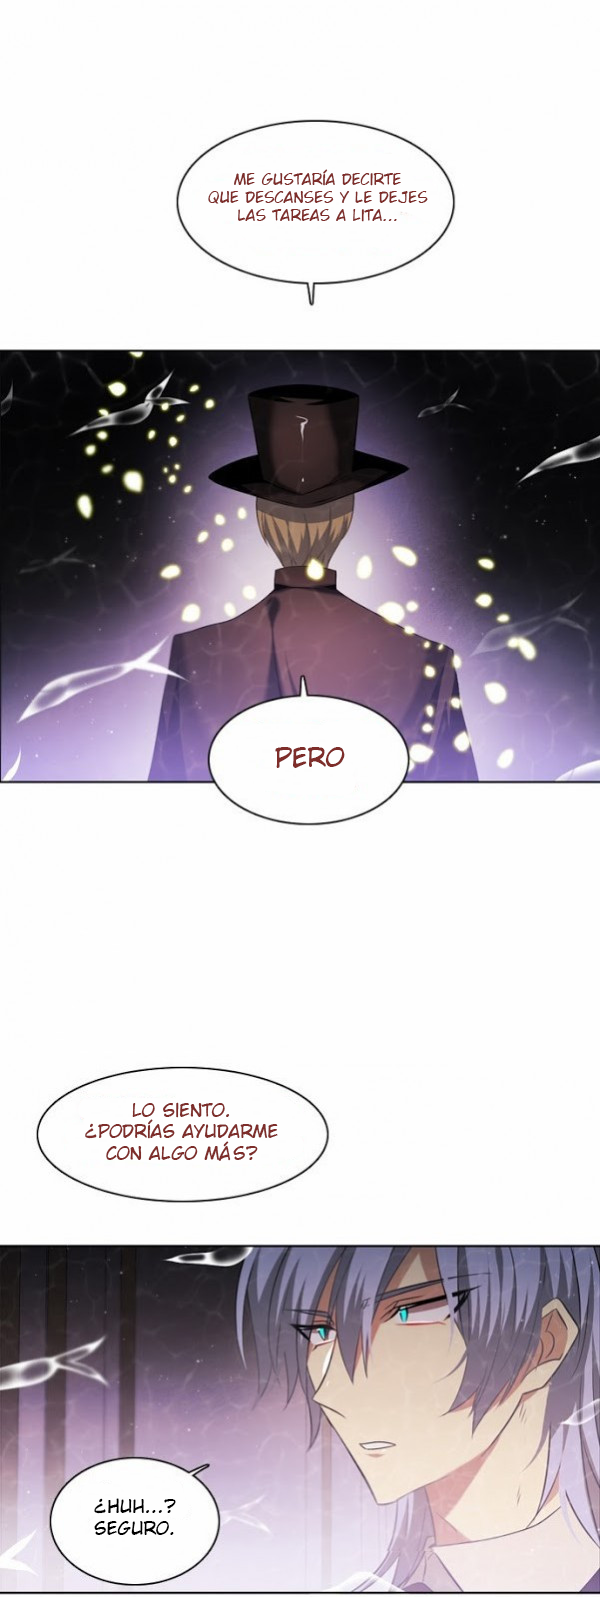 ME GUSTARÍA DECIRTE
QUE DESCANSES Y LE DEJES
LAS TAREAS A LITA...
PERO
LO SIENTO.
¿PODRÍAS AYUDARME
CON ALGO MÁS?
¿HUH...?
SEGURO.